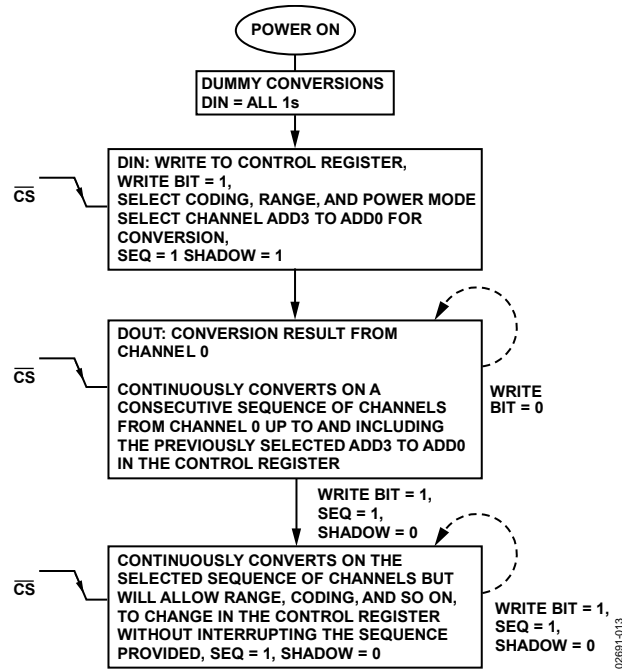 POWER ON
DUMMY CONVERSIONS
DIN = ALL 1s
CS
DIN: WRITE TO CONTROL REGISTER,
WRITE BIT = 1,
SELECT CODING, RANGE, AND POWER MODE
SELECT CHANNEL ADD3 TO ADD0 FOR
CONVERSION,
SEQ = 1 SHADOW = 1
CS
DOUT: CONVERSION RESULT FROM
CHANNEL 0
CONTINUOUSLY CONVERTS ON A
CONSECUTIVE SEQUENCE OF CHANNELS
FROM CHANNEL 0 UP TO AND INCLUDING
THE PREVIOUSLY SELECTED ADD3 TO ADD0
IN THE CONTROL REGISTER
WRITE
BIT = 0
WRITE BIT = 1,
SEQ = 1,
SHADOW = 0
CS
CONTINUOUSLY CONVERTS ON THE
SELECTED SEQUENCE OF CHANNELS BUT
WILL ALLOW RANGE, CODING, AND SO ON,
TO CHANGE IN THE CONTROL REGISTER
WITHOUT INTERRUPTING THE SEQUENCE
PROVIDED, SEQ = 1, SHADOW = 0
WRITE BIT = 1,
SEQ = 1,
SHADOW = 0
02691-013